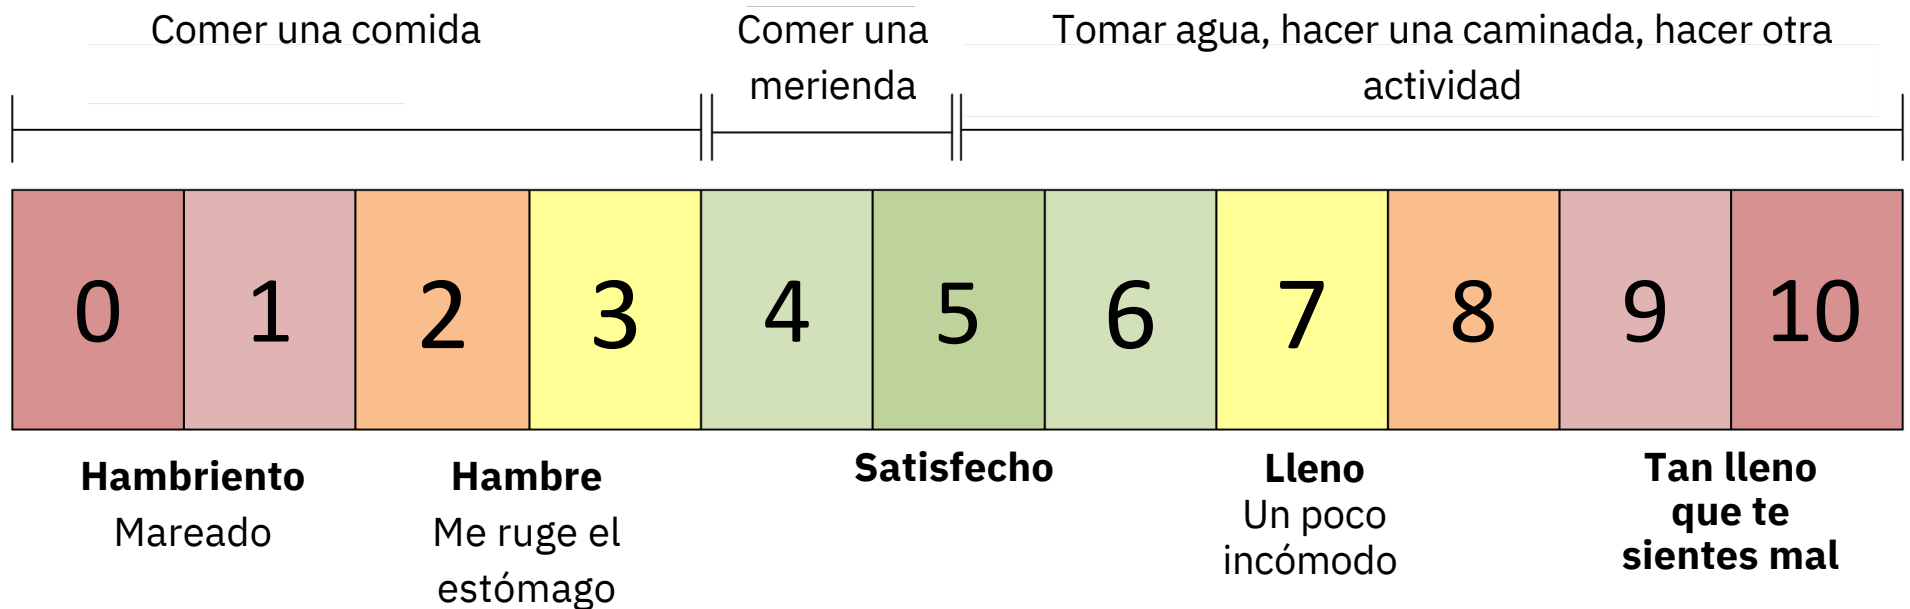 Comer una comida
Comer una
merienda
Tomar agua, hacer una caminada, hacer otra
actividad
0 1 2 3 4 5 6 7 8 9 10
Hambriento
Mareado
Hambre
Me ruge el
estómago
Satisfecho
Lleno
Un poco
incómodo
Tan lleno
que te
sientes mal